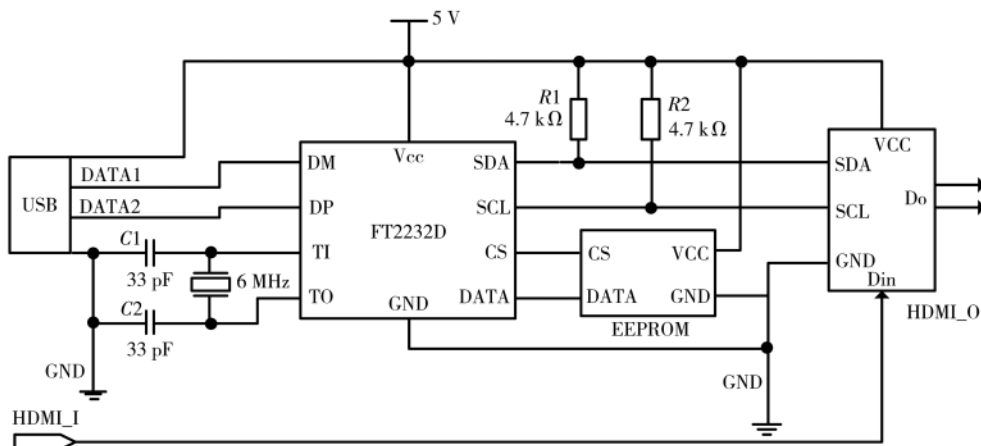 5 V
R1
4.7 kΩ
R2
4.7 kΩ
USB
DATA1
DATA2
DM
DP
TI
TO
Vcc
FT2232D
GND
SDA
SCL
CS
DATA
C1
33 pF
6 MHz
C2
33 pF
GND
CS
VCC
DATA
GND
EEPROM
VCC
SDA
SCL
Do
GND
Din
HDMI_O
GND
HDMI_I